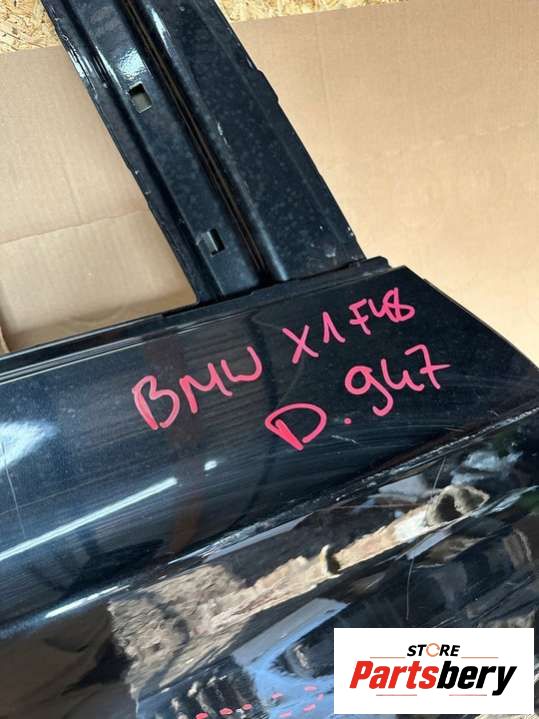 BMW X1 F48
D.947
STORE
Partsbery